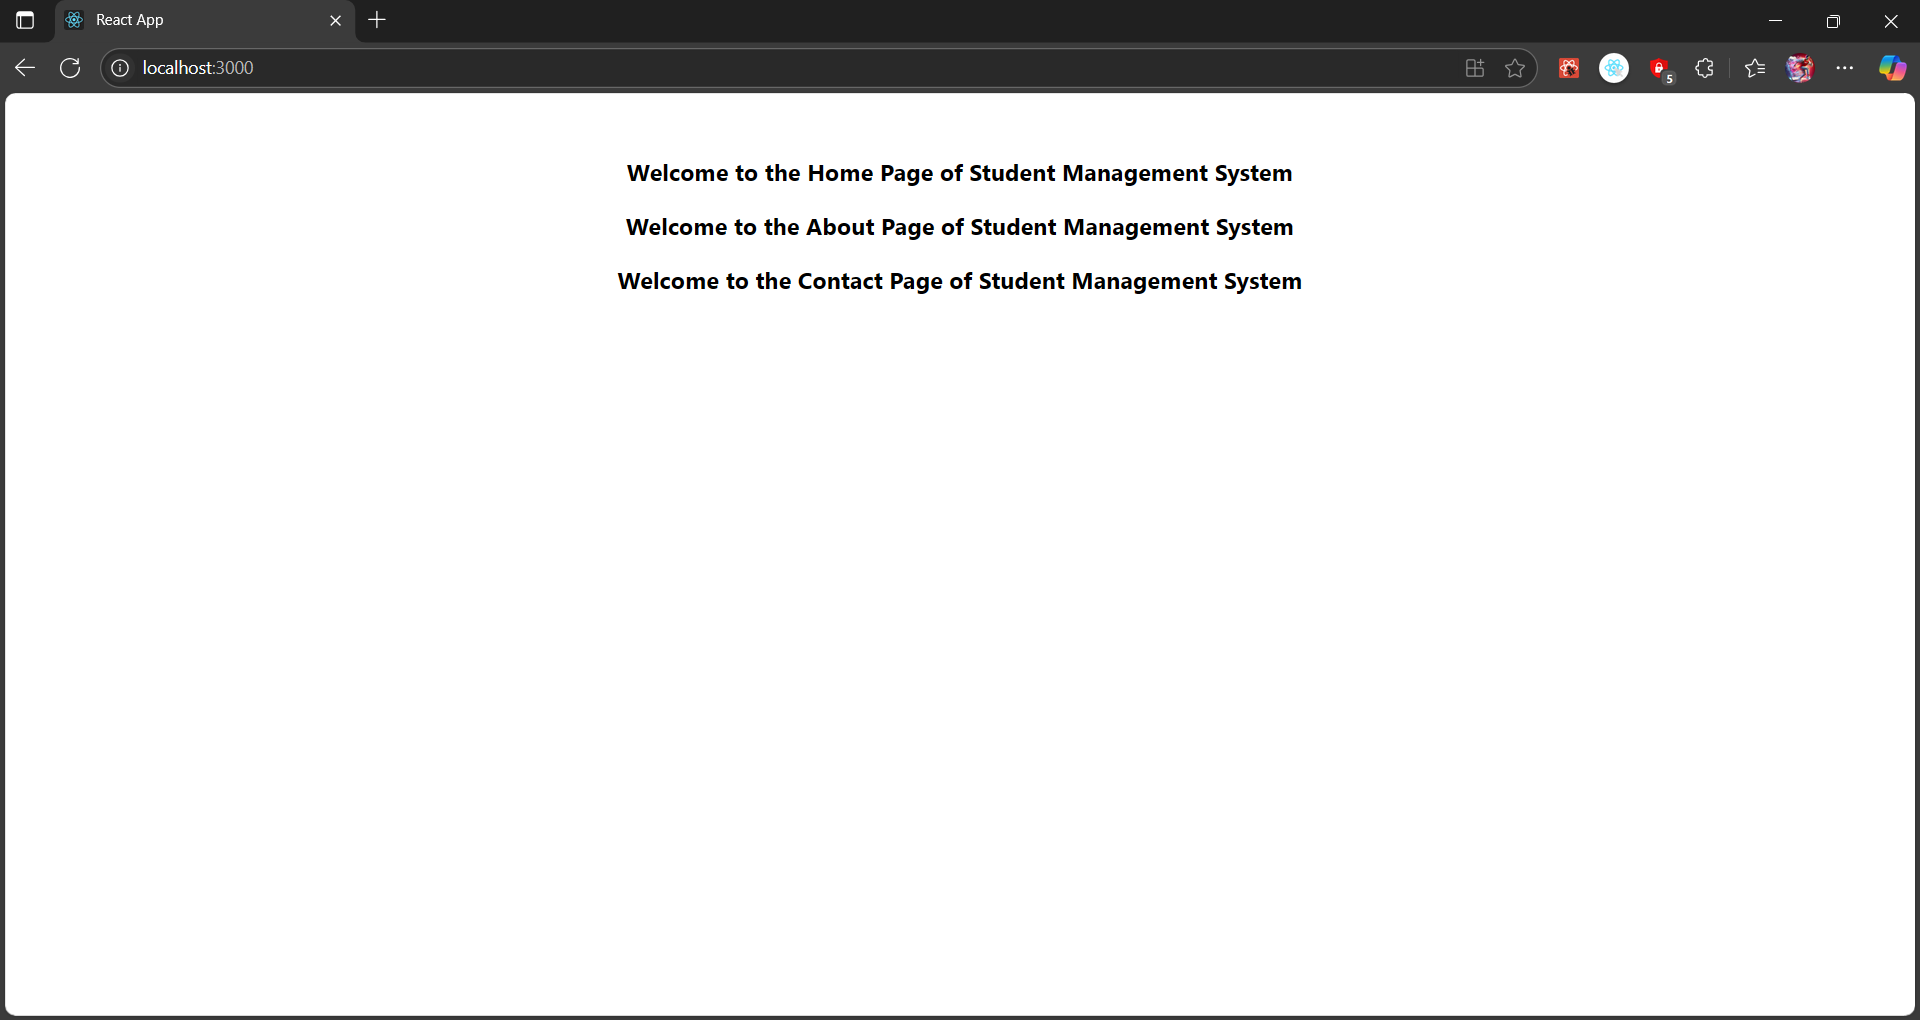 React App
localhost:3000
5
Welcome to the Home Page of Student Management System
Welcome to the About Page of Student Management System
Welcome to the Contact Page of Student Management System